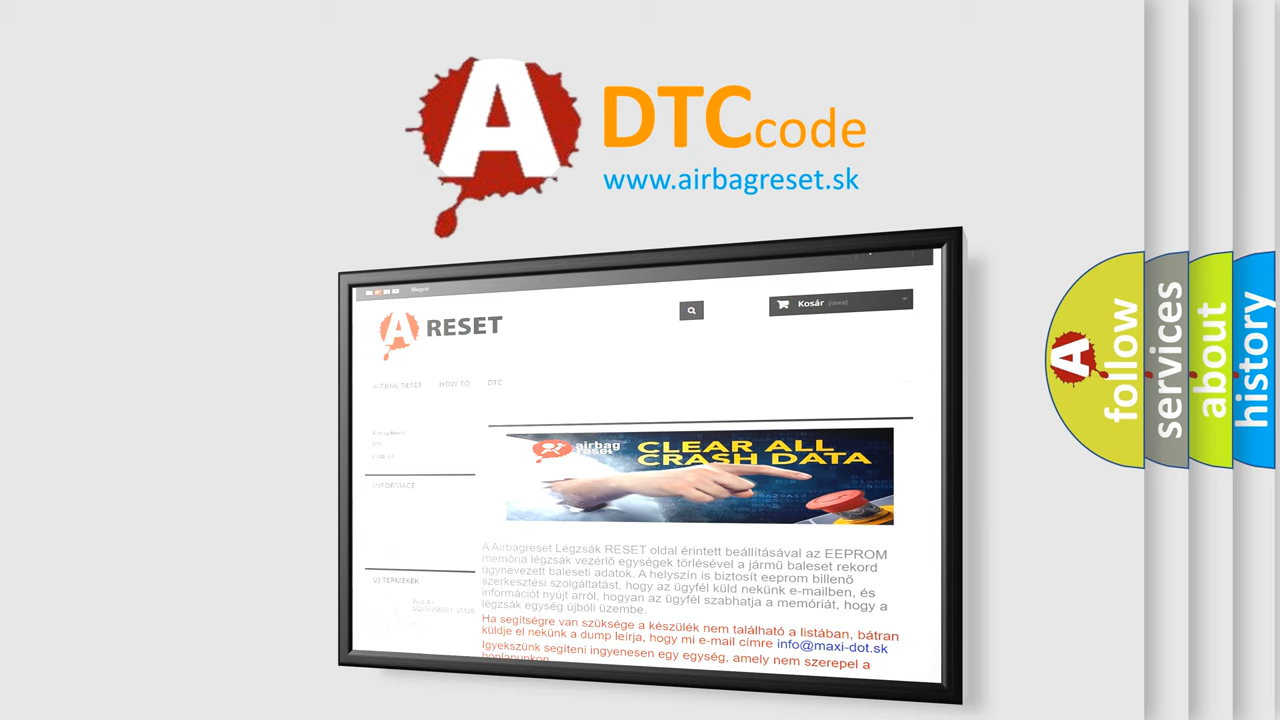 A
DTC code
www.airbagreset.sk
Magyar
Kosár (üres)
A RESET
AIRBAG RESET HOW TO DTC
INFORMACE
ÚJ TERMÉKEK
airbag
reset
CLEAR ALL
CRASH DATA
A Airbagreset Légzsák RESET oldal érintett beállításával az EEPROM
memória légzsák vezérlő egységek törlésével a jármű baleset rekord
úgynevezett baleseti adatok. A helyszín is biztosít eeprom billenő
szerkesztési szolgáltatást, hogy az ügyfél küld nekünk e-mailben, és
információt nyújt arról, hogyan az ügyfél szabhatja a memóriát, hogy a
légzsák egység újbóli üzembe.
Ha segítségre van szüksége a készülék nem található a listában, bátran
küldje el nekünk a dump leírja, hogy mi e-mail címre info@maxi-dot.sk
Igyekszünk segíteni ingyenesen egy egység, amely nem szerepel a
honlapunkon
A
follow
services
about
history